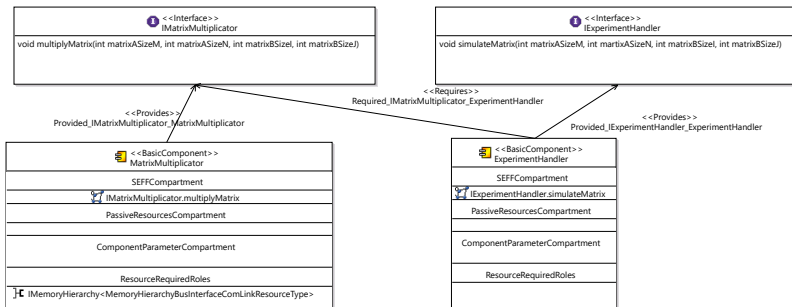 <<Interface>>
IMatrixMultiplicator
void multiplyMatrix(int matrixASizeM, int matrixASizeN, int matrixBSizeI, int matrixBSizeJ)
<<Interface>>
IExperimentHandler
void simulateMatrix(int matrixASizeM, int martixASizeN, int matrixBSizeI, int matrixBSizeJ)
<<Requires>>
Required_IMatrixMultiplicator_ExperimentHandler
<<Provides>>
Provided_IMatrixMultiplicator_MatrixMultiplicator
<<Provides>>
Provided_IExperimentHandler_ExperimentHandler
<<BasicComponent>>
MatrixMultiplicator
SEFFCompartment
IMatrixMultiplicator.multiplyMatrix
PassiveResourcesCompartment
ComponentParameterCompartment
ResourceRequiredRoles
IMemoryHierarchy<MemoryHierarchyBusInterfaceComLinkResourceType>
<<BasicComponent>>
ExperimentHandler
SEFFCompartment
IExperimentHandler.simulateMatrix
PassiveResourcesCompartment
ComponentParameterCompartment
ResourceRequiredRoles